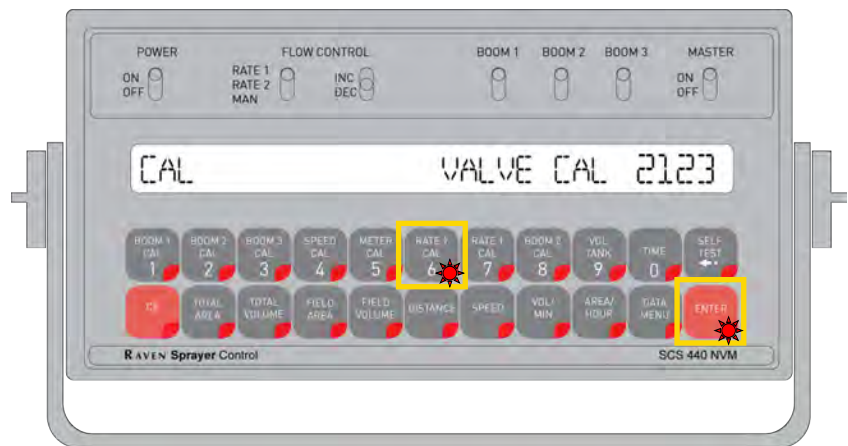 POWER FLOW CONTROL BOOM 1 BOOM 2 BOOM 3 MASTER
ON
OFF
RATE 1
RATE 2
MAN
INC
DEC
ON
OFF
CAL VALVE CAL 2123
BOOM 1 CAL 1
BOOM 2 CAL 2
BOOM 3 CAL 3
SPEED CAL 4
METER CAL 5
RATE 1 CAL 6
RATE 1 CAL 7
BOOM 2 CAL 8
VOL TANK 9
TIME 0
SELF TEST
CE
TOTAL AREA
TOTAL VOLUME
FIELD AREA
FIELD VOLUME
DISTANCE
SPEED
VOL/ MIN
AREA/ HOUR
DATA MENU
ENTER
RAVEN Sprayer Control SCS 440 NVM